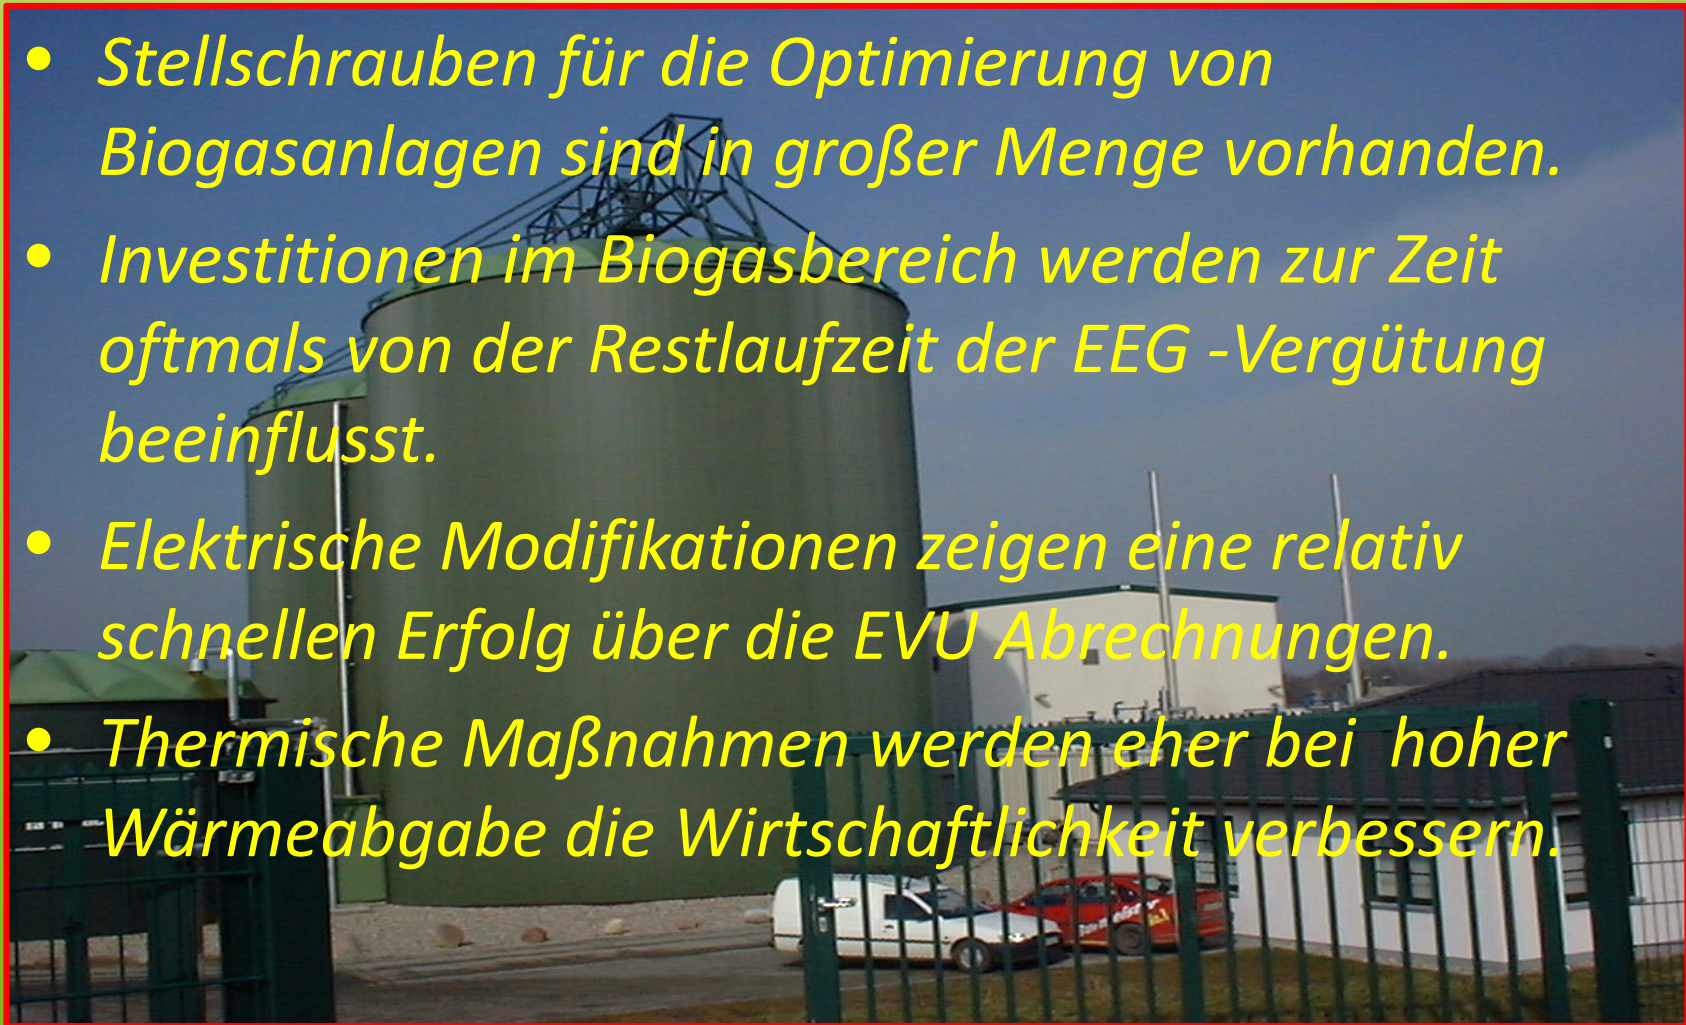 • Stellschrauben für die Optimierung von
Biogasanlagen sind in großer Menge vorhanden.
• Investitionen im Biogasbereich werden zur Zeit
oftmals von der Restlaufzeit der EEG -Vergütung
beeinflusst.
• Elektrische Modifikationen zeigen eine relativ
schnellen Erfolg über die EVU Abrechnungen.
• Thermische Maßnahmen werden eher bei  hoher
Wärmeabgabe die Wirtschaftlichkeit verbessern.